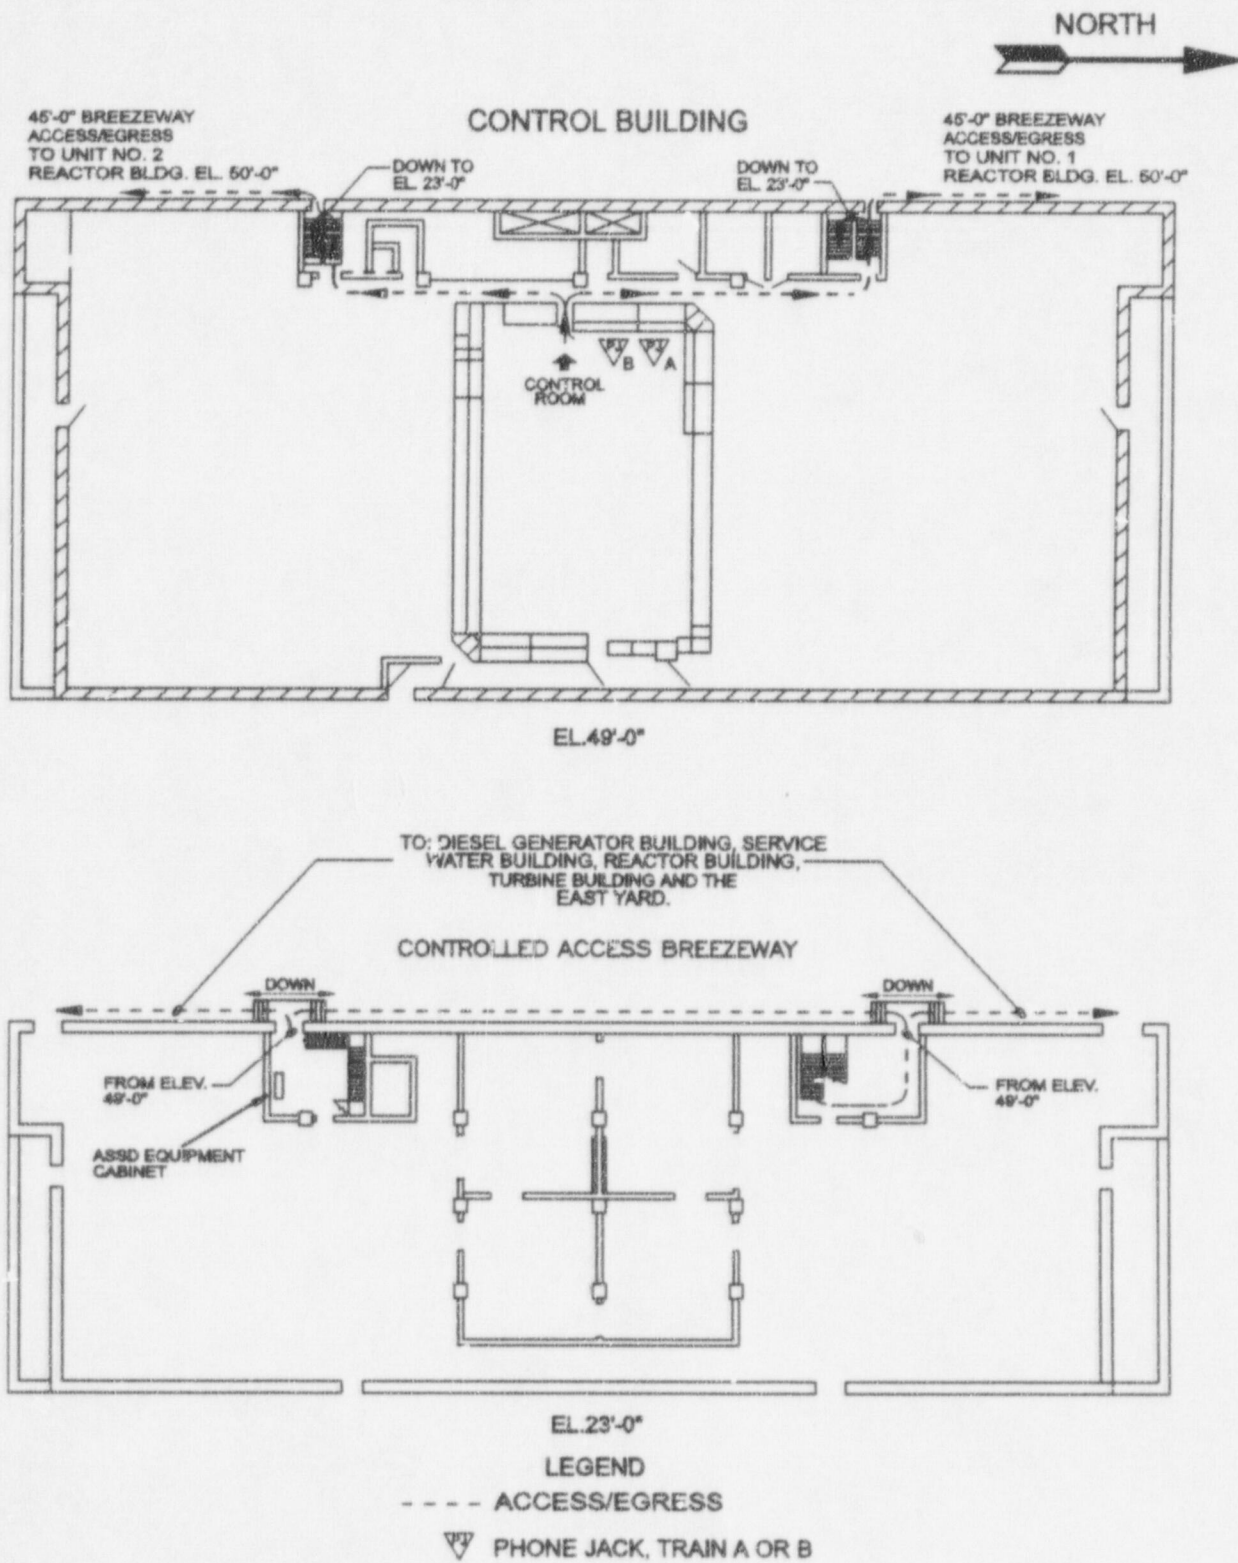 NORTH
CONTROL BUILDING
45'-0" BREEZEWAY
ACCESS/EGRESS
TO UNIT NO. 2
REACTOR BLDG. EL. 50'-0"
DOWN TO
EL. 23'-0"
DOWN TO
EL. 23'-0"
45'-0" BREEZEWAY
ACCESS/EGRESS
TO UNIT NO. 1
REACTOR BLDG. EL. 50'-0"
B
A
CONTROL
ROOM
EL.49'-0"
TO: DIESEL GENERATOR BUILDING, SERVICE
WATER BUILDING, REACTOR BUILDING,
TURBINE BUILDING AND THE
EAST YARD.
CONTROLLED ACCESS BREEZEWAY
DOWN
DOWN
FROM ELEV.
49'-0"
FROM ELEV.
49'-0"
ASSD EQUIPMENT
CABINET
EL.23'-0"
LEGEND
ACCESS/EGRESS
PHONE JACK, TRAIN A OR B